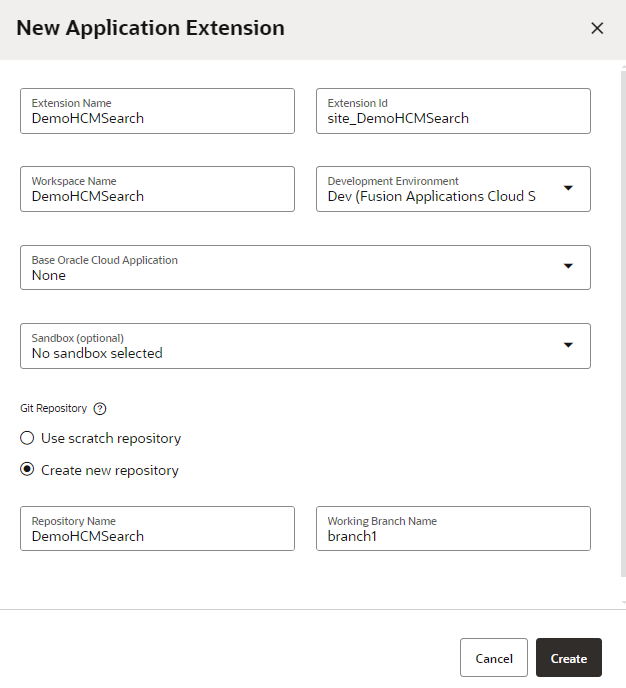 New Application Extension
Extension Name
DemoHCMSearch
Extension Id
site_DemoHCMSearch
Workspace Name
DemoHCMSearch
Development Environment
Dev (Fusion Applications Cloud S
Base Oracle Cloud Application
None
Sandbox (optional)
No sandbox selected
Git Repository
Use scratch repository
Create new repository
Repository Name
DemoHCMSearch
Working Branch Name
branch1
Cancel
Create